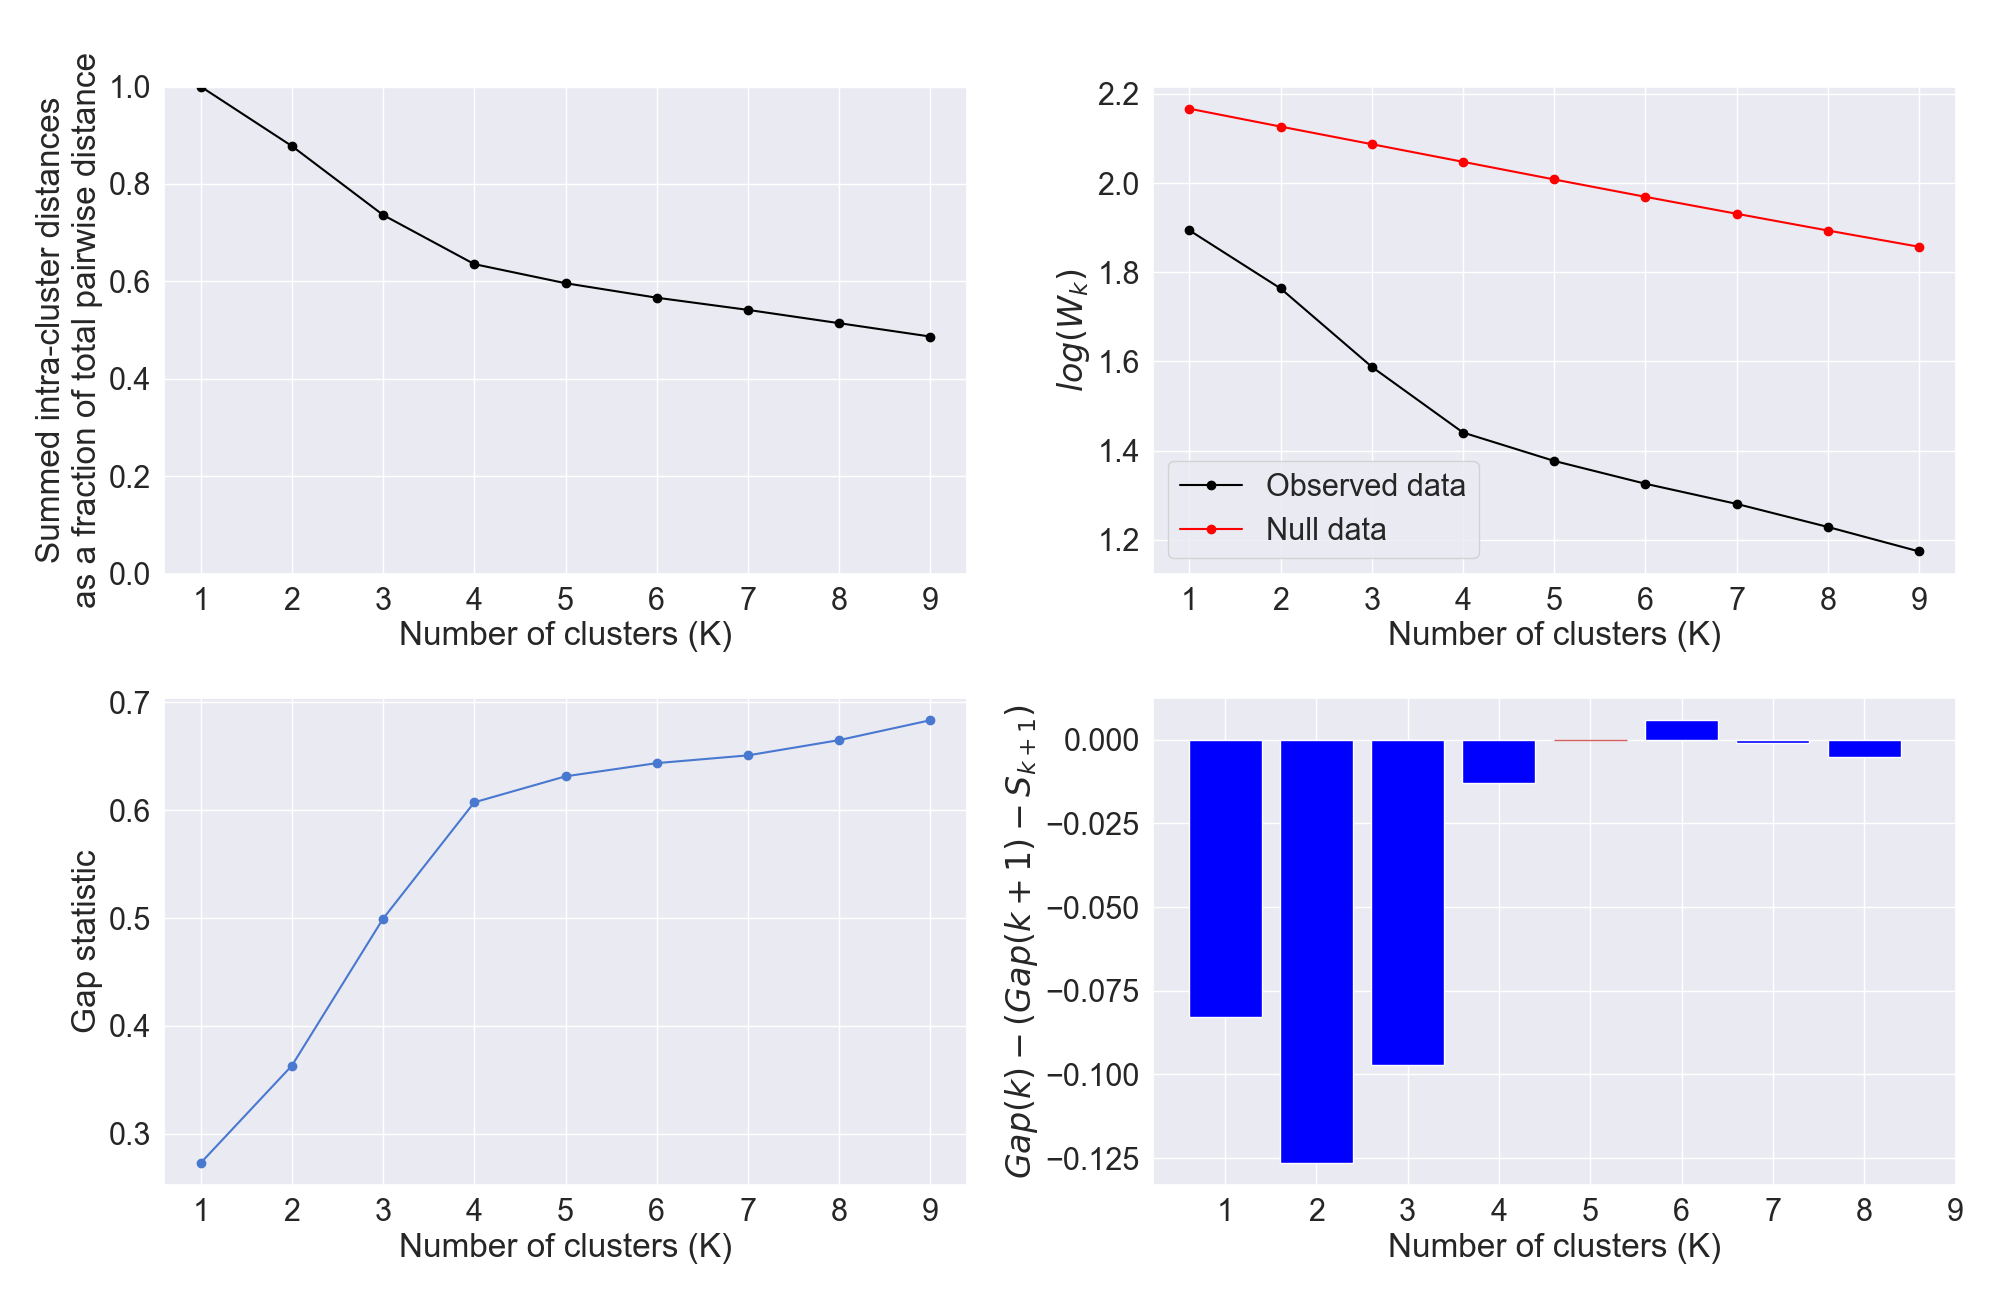 Summed intra-cluster distances
as a fraction of total pairwise distance
1.0
0.8
0.6
0.4
0.2
0.0
1 2 3 4 5 6 7 8 9
Number of clusters (K)
log(W_k)
2.2
2.0
1.8
1.6
1.4
1.2
Observed data
Null data
1 2 3 4 5 6 7 8 9
Number of clusters (K)
Gap statistic
0.7
0.6
0.5
0.4
0.3
1 2 3 4 5 6 7 8 9
Number of clusters (K)
Gap(k) − (Gap(k + 1) − S_{k + 1})
0.000
−0.025
−0.050
−0.075
−0.100
−0.125
1 2 3 4 5 6 7 8 9
Number of clusters (K)